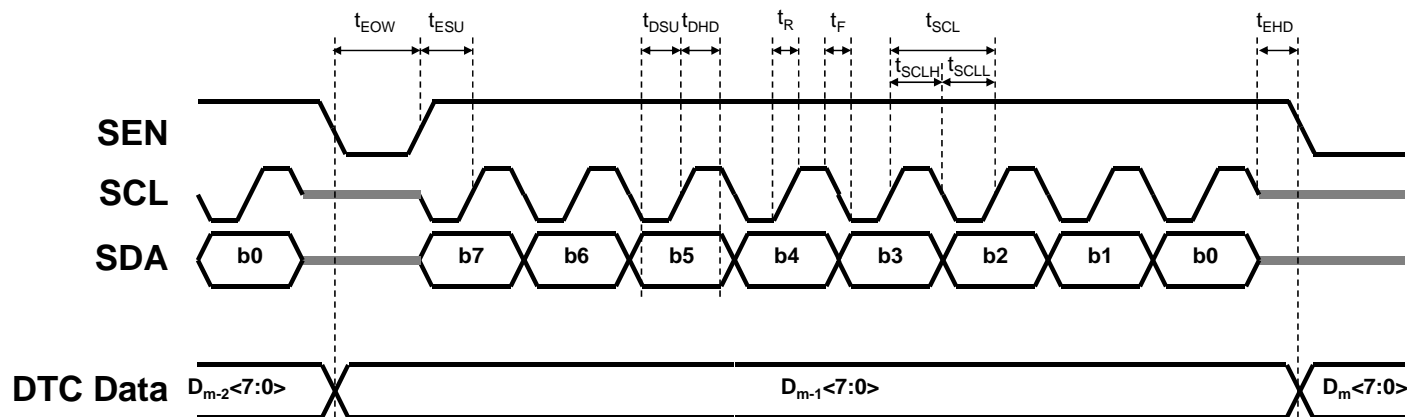 tEOW tESU tDSU tDHD tR tF tSCL tEHD
tSCLH tSCLL
SEN
SCL
SDA b0 b7 b6 b5 b4 b3 b2 b1 b0
DTC Data Dm-2<7:0> Dm-1<7:0> Dm<7:0>